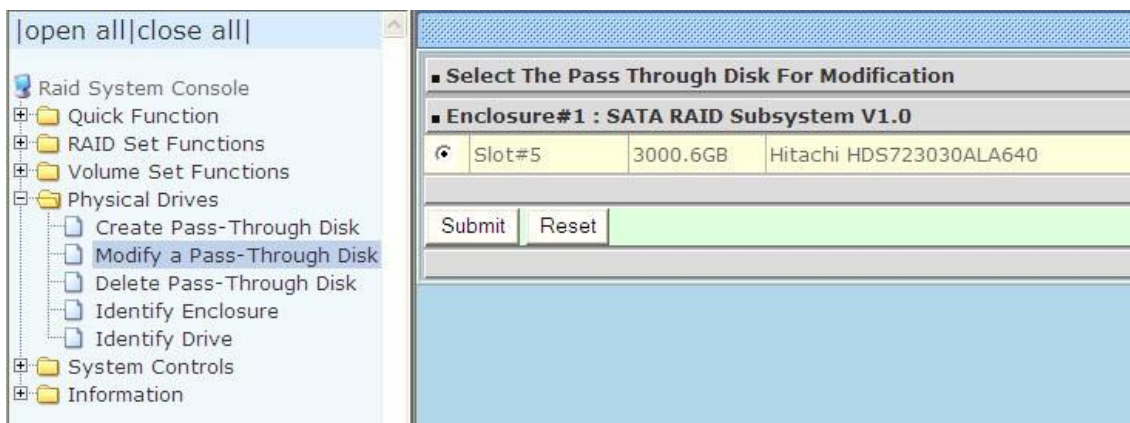 |open all|close all|
Raid System Console
Quick Function
RAID Set Functions
Volume Set Functions
Physical Drives
Create Pass-Through Disk
Modify a Pass-Through Disk
Delete Pass-Through Disk
Identify Enclosure
Identify Drive
System Controls
Information
Select The Pass Through Disk For Modification
Enclosure#1 : SATA RAID Subsystem V1.0
Slot#5 3000.6GB Hitachi HDS723030ALA640
Submit Reset